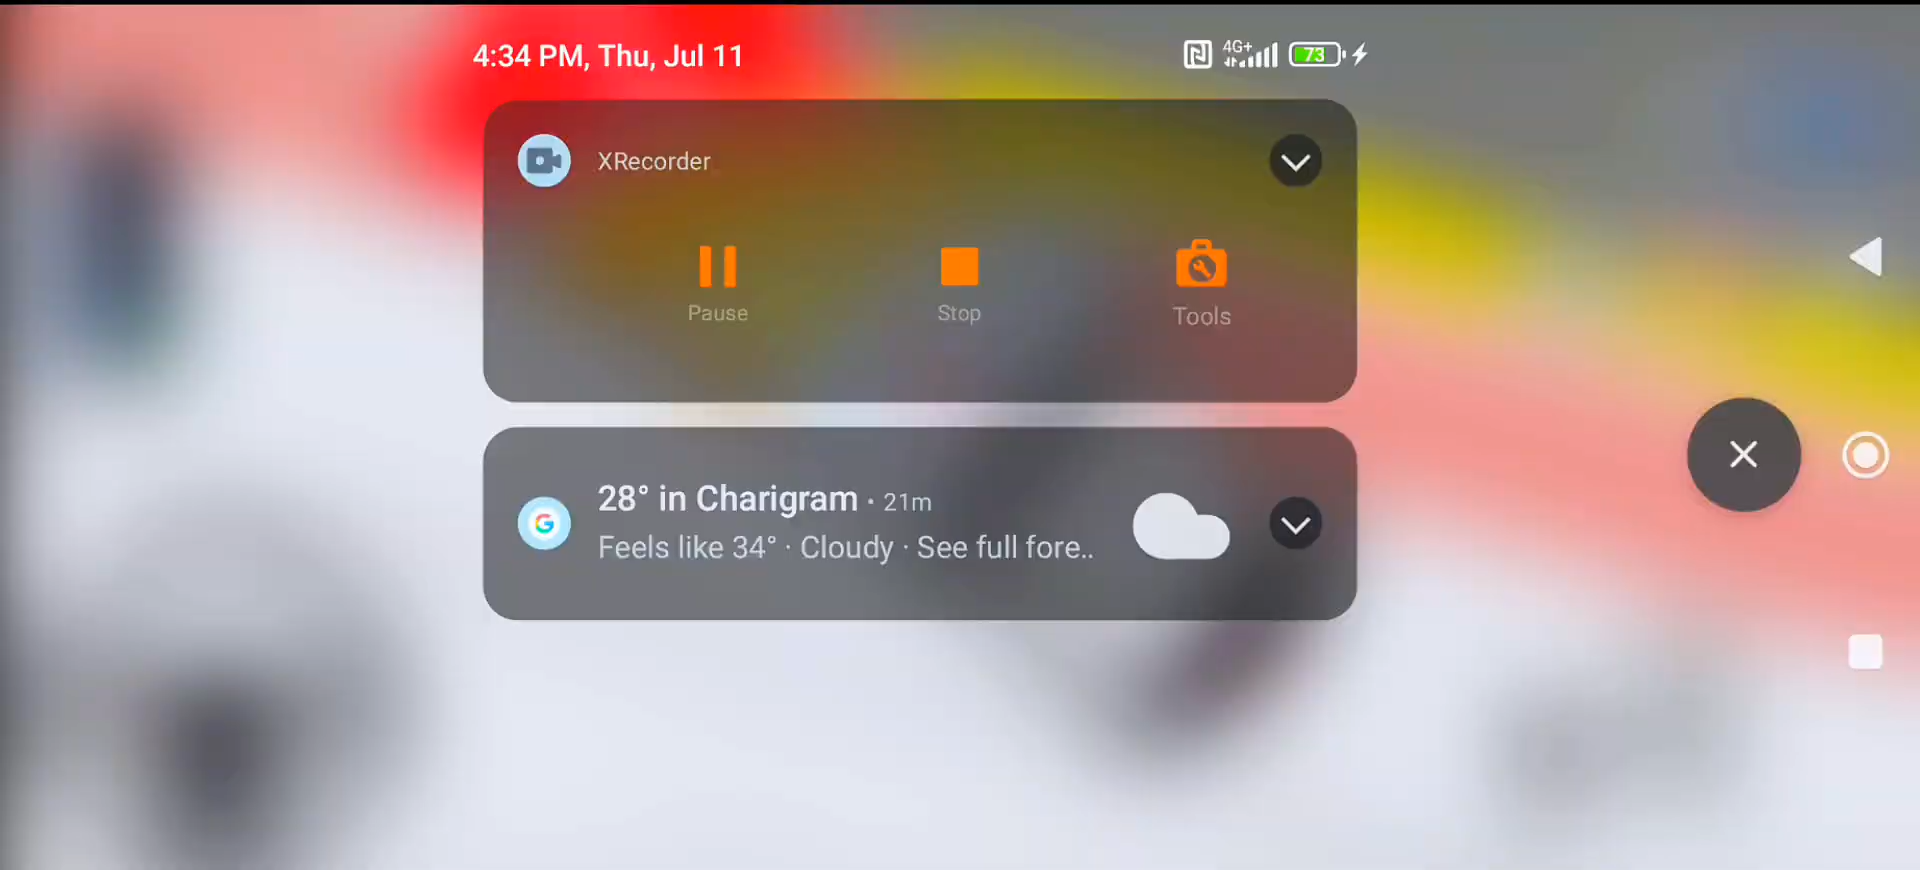 4:34 PM, Thu, Jul 11 4G+ 73
XRecorder
Pause Stop Tools
28° in Charigram · 21m
Feels like 34° · Cloudy · See full fore..